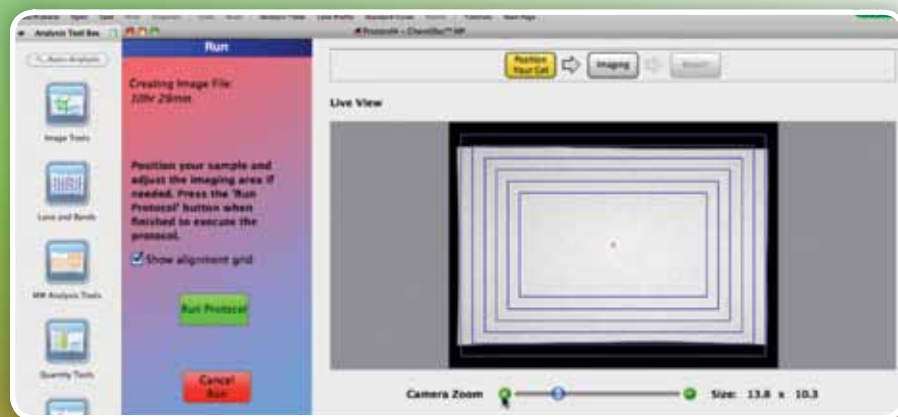 Analysis Tool Box
Protocol4 - ChemiDoc™ MP
Auto-Analysis
Run
Position
Your Gel
Imaging
Creating Image File:
Live View
Image Tools
Position your sample and
adjust the imaging area if
needed. Press the 'Run
Protocol' button when
finished to execute the
protocol.
Lane and Bands
Show alignment grid
MW Analysis Tools
Run Protocol
Quantity Tools
Cancel
Run
Camera Zoom
Size: 13.8 x 10.3